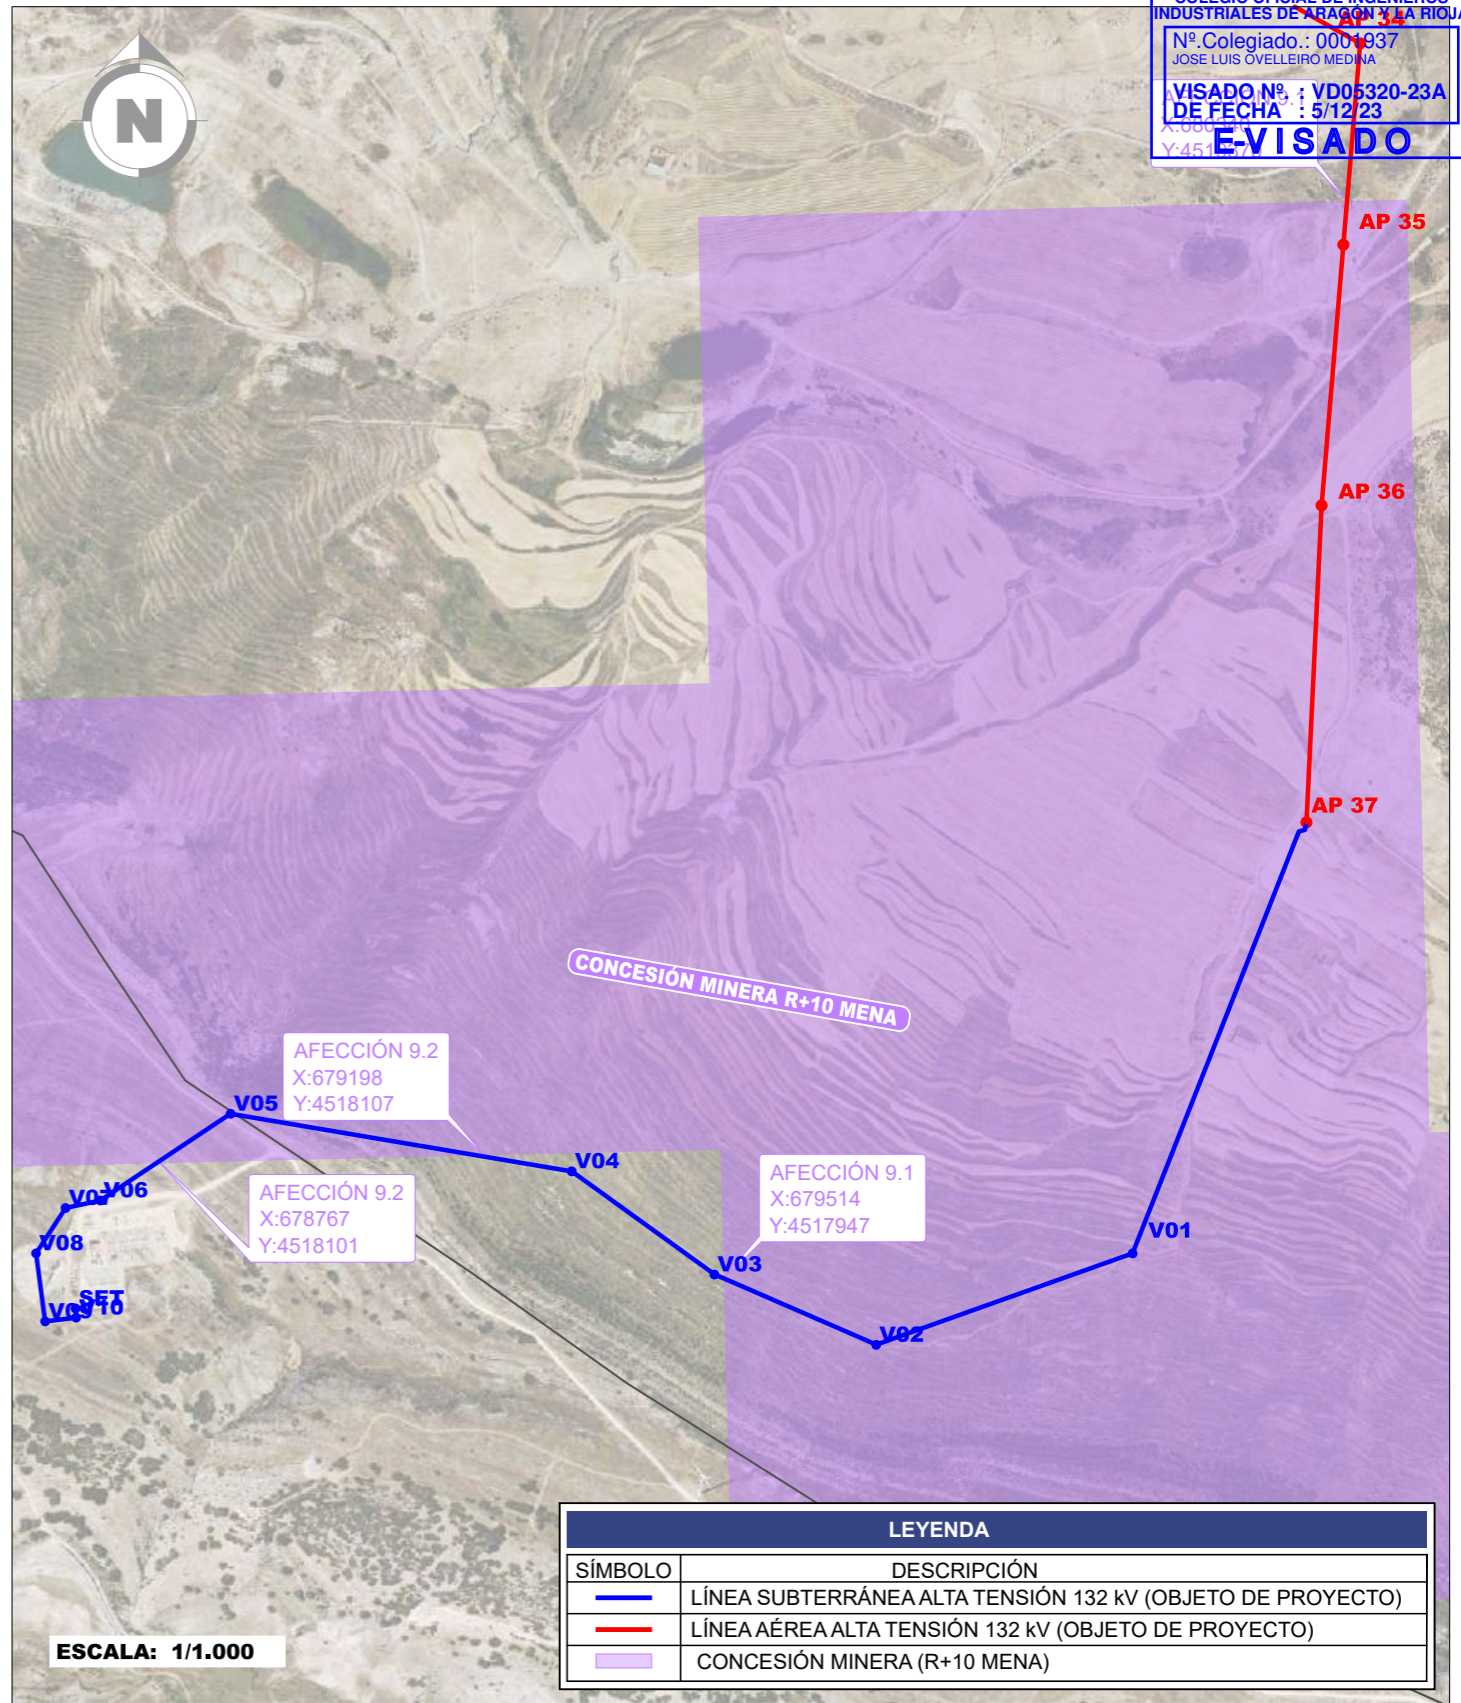 COLEGIO OFICIAL DE INGENIEROS
INDUSTRIALES DE ARAGÓN Y LA RIOJA
AP 34
Nº.Colegiado.: 0001937
JOSE LUIS OVELLEIRO MEDINA
VISADO Nº. : VD05320-23A
DE FECHA : 5/12/23
E-VISADO
N
AP 35
AP 36
AP 37
CONCESIÓN MINERA R+10 MENA
AFECCIÓN 9.2
X:679198
Y:4518107
V05
V04
AFECCIÓN 9.1
X:679514
Y:4517947
AFECCIÓN 9.2
X:678767
Y:4518101
V06
V07
V08
V01
V03
V02
SET
V09
V10
LEYENDA
SÍMBOLO DESCRIPCIÓN
LÍNEA SUBTERRÁNEA ALTA TENSIÓN 132 kV (OBJETO DE PROYECTO)
LÍNEA AÉREA ALTA TENSIÓN 132 kV (OBJETO DE PROYECTO)
CONCESIÓN MINERA (R+10 MENA)
ESCALA: 1/1.000